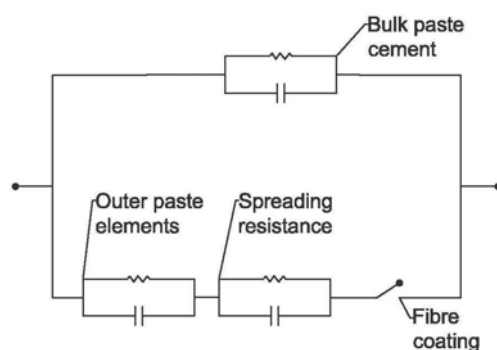 Bulk paste
cement
Outer paste
elements
Spreading
resistance
Fibre
coating